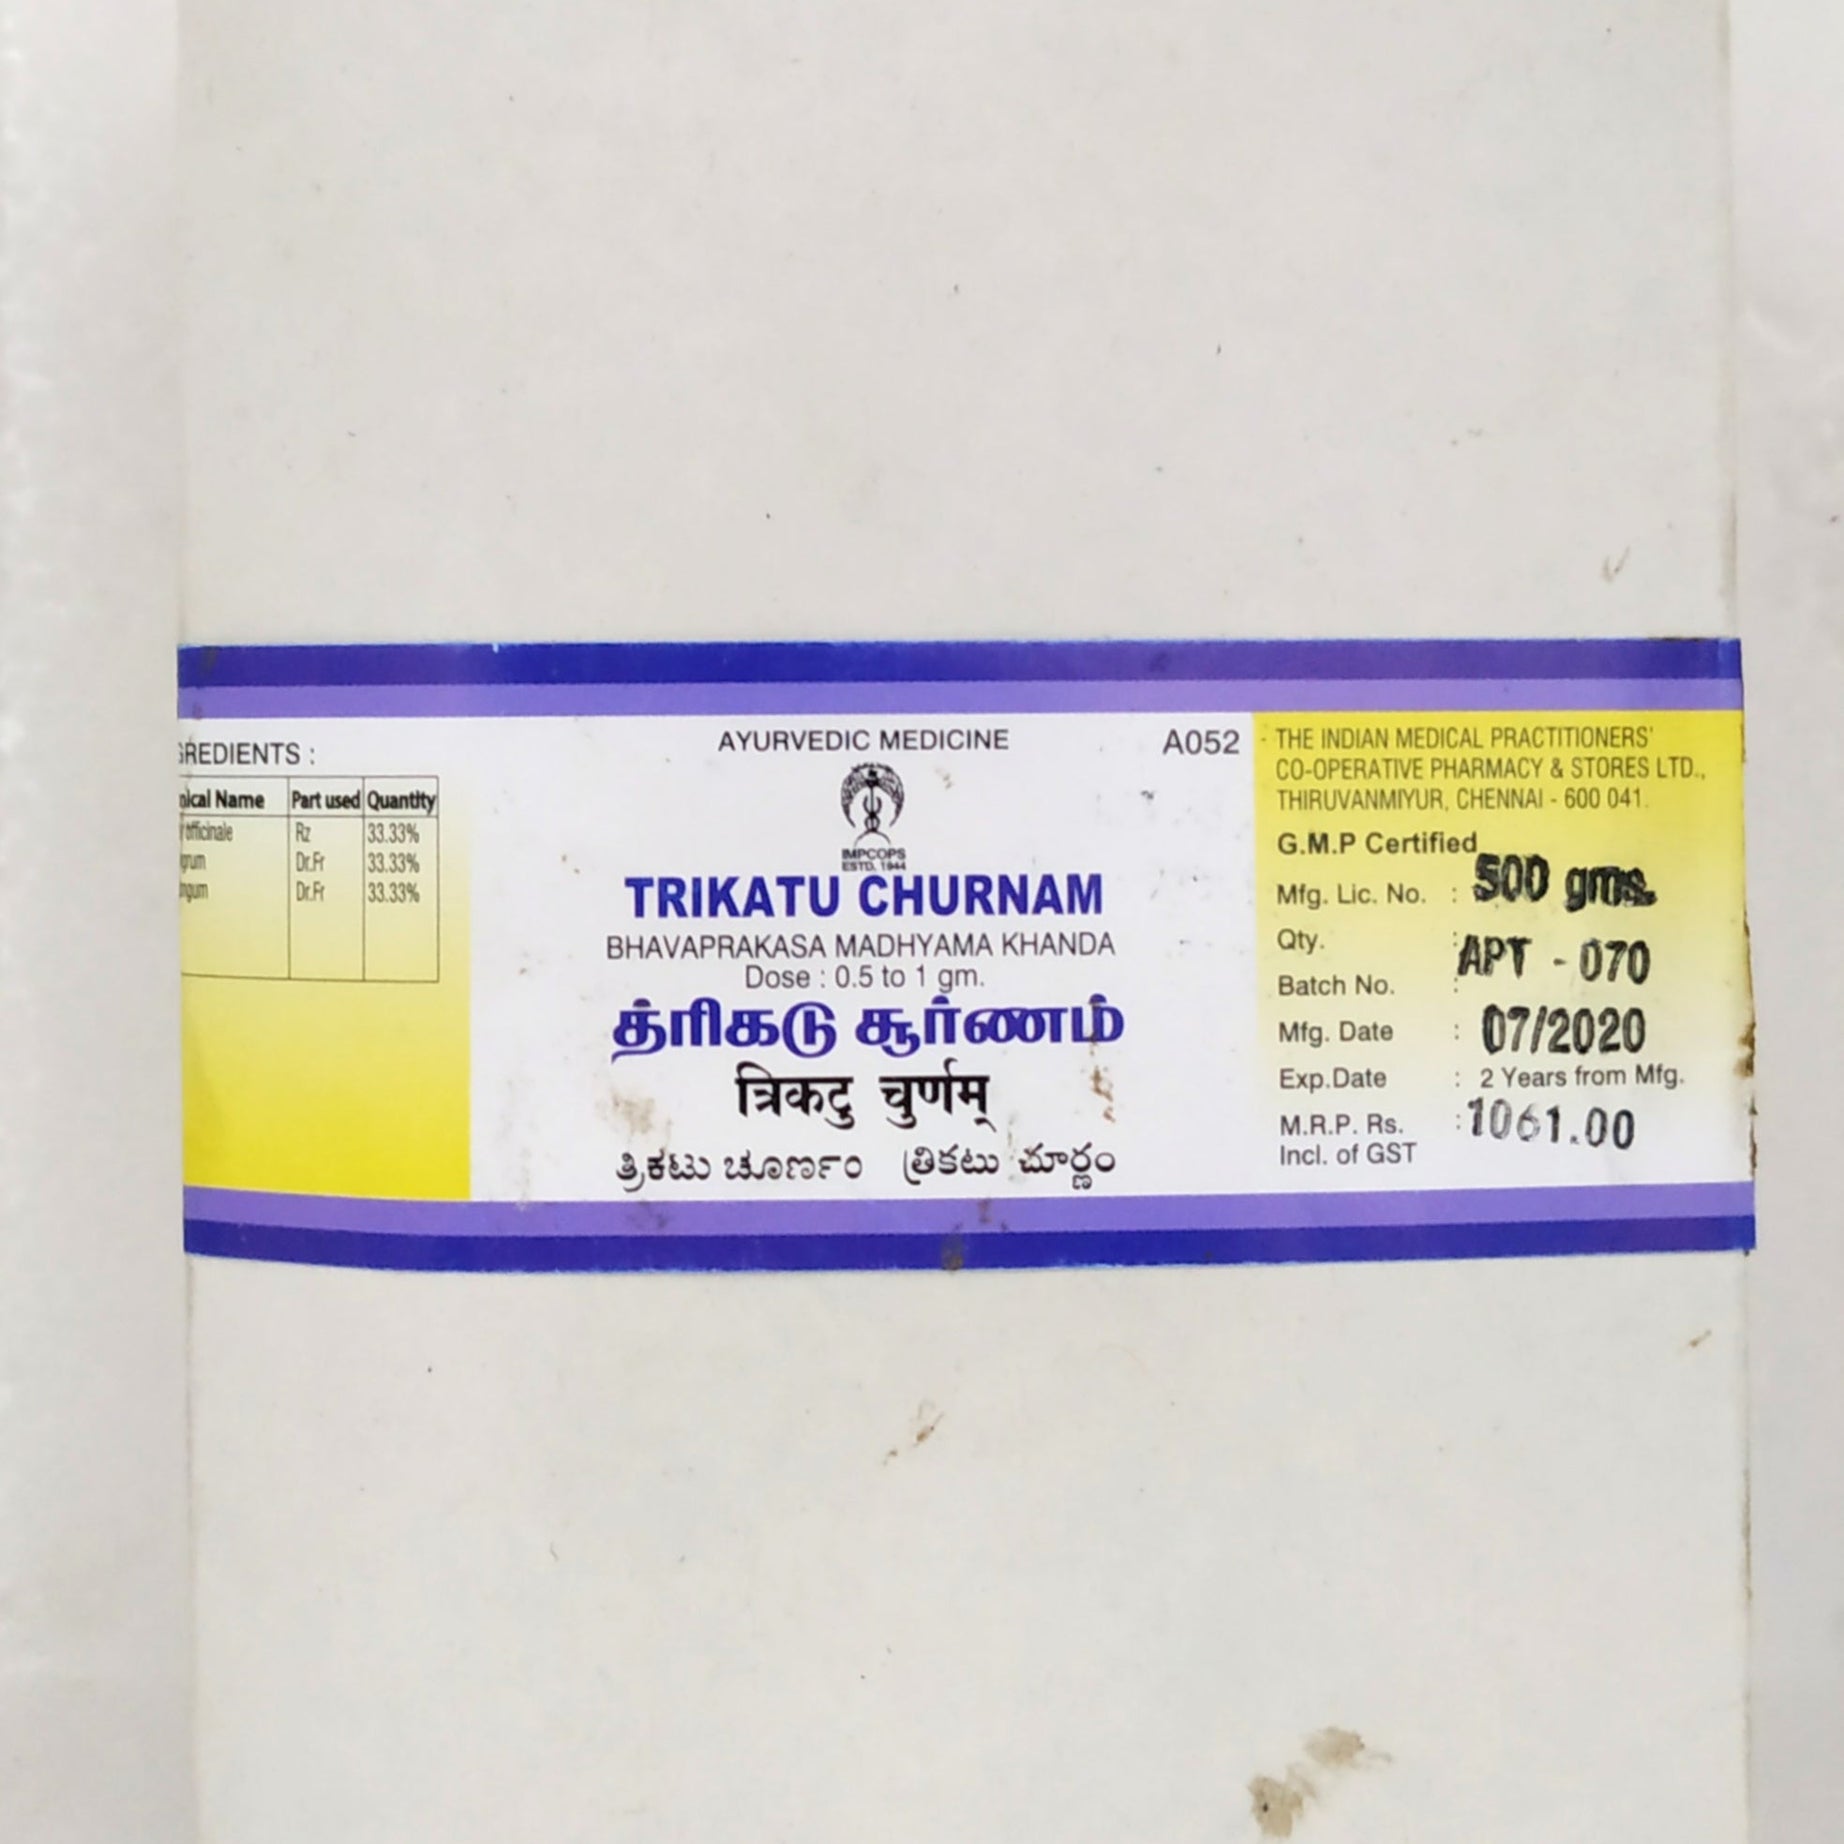 GREDIENTS :
nical Name Part used Quantity
officinale Rz 33.33%
grum Dr.Fr 33.33%
ngum Dr.Fr 33.33%
AYURVEDIC MEDICINE
A052
IMPCOPS
ESTD. 1944
TRIKATU CHURNAM
BHAVAPRAKASA MADHYAMA KHANDA
Dose : 0.5 to 1 gm.
த்ரிகடு சூர்ணம்
त्रिकटु चुर्णम्
ತ್ರಿಕಟು ಚೂರ್ಣಂ త్రికటు చూర్ణం
THE INDIAN MEDICAL PRACTITIONERS'
CO-OPERATIVE PHARMACY & STORES LTD.,
THIRUVANMIYUR, CHENNAI - 600 041.
G.M.P Certified
Mfg. Lic. No. : 500 gms.
Qty. :
Batch No. : APT - 070
Mfg. Date : 07/2020
Exp.Date : 2 Years from Mfg.
M.R.P. Rs. : 1061.00
Incl. of GST